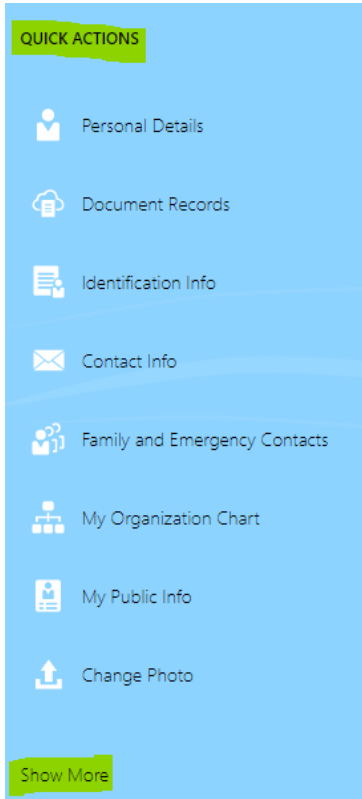 QUICK ACTIONS
Personal Details
Document Records
Identification Info
Contact Info
Family and Emergency Contacts
My Organization Chart
My Public Info
Change Photo
Show More